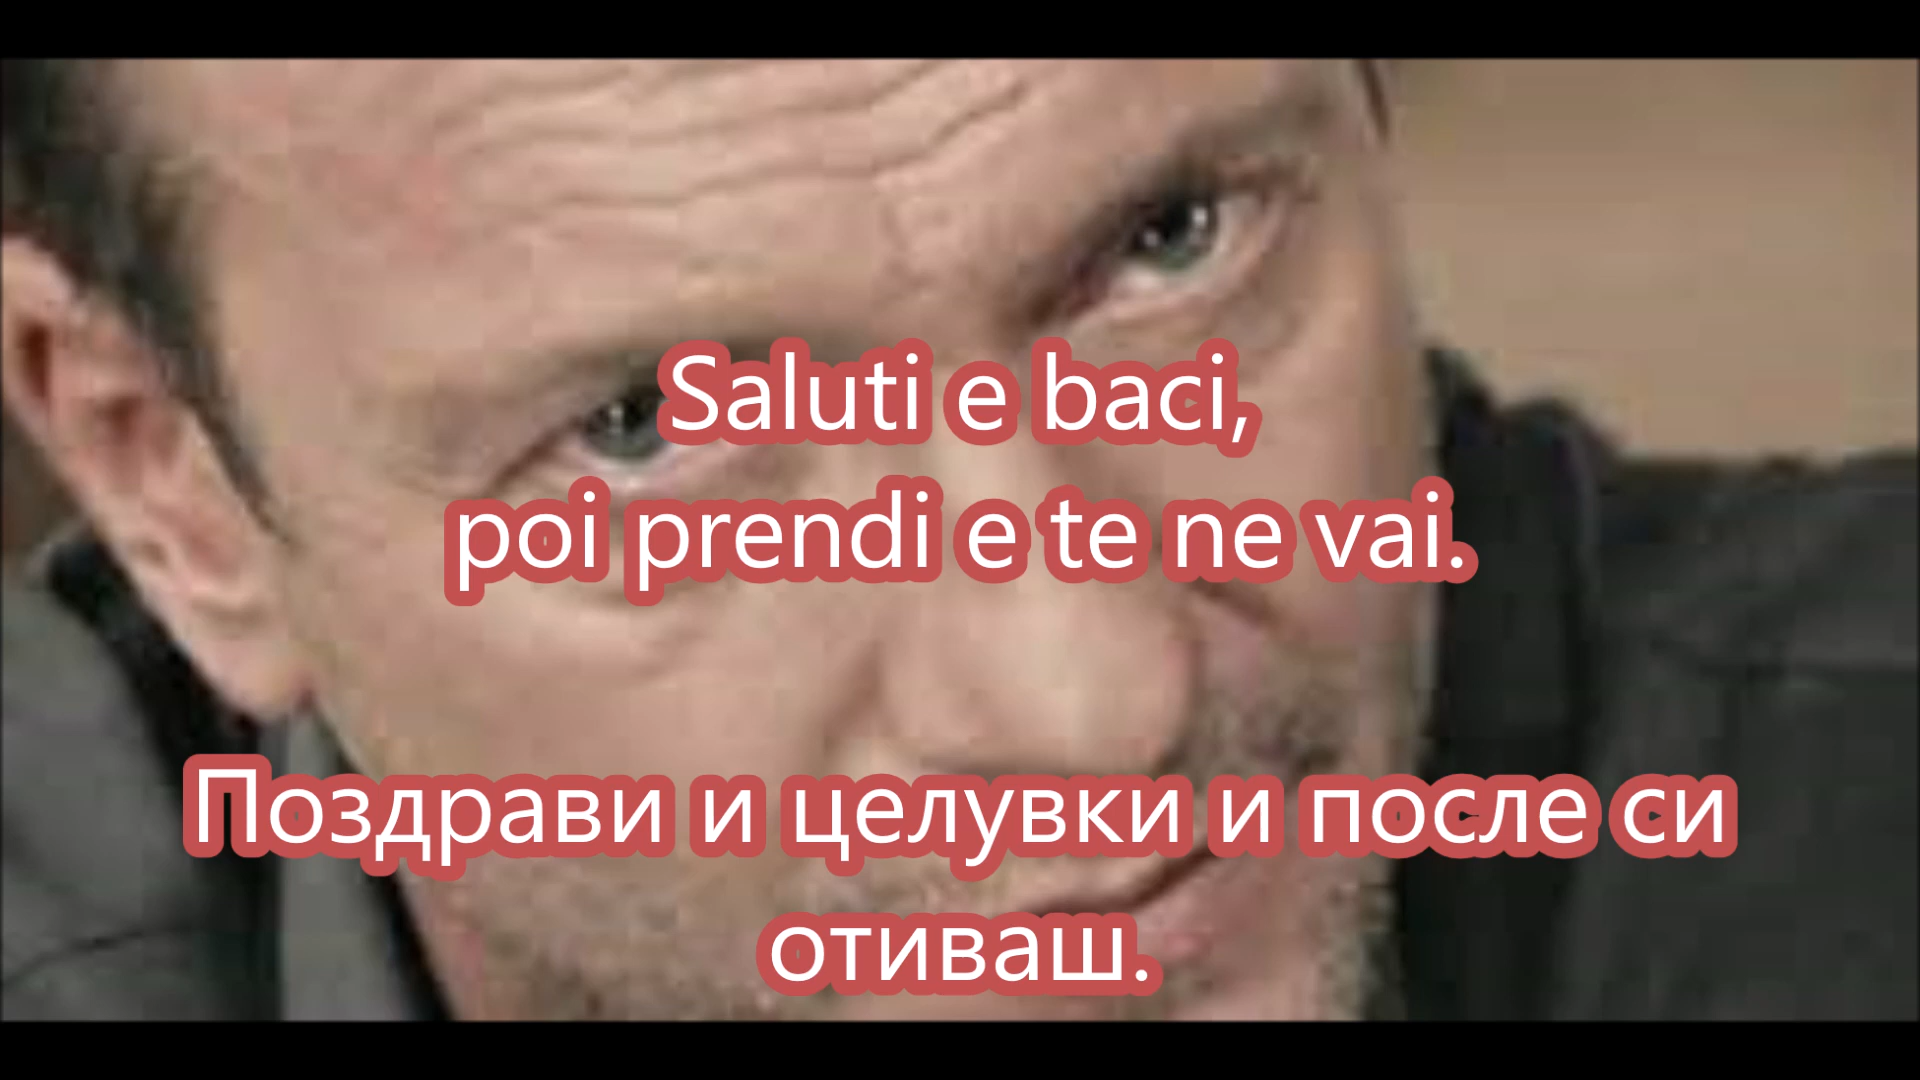 Saluti e baci,
poi prendi e te ne vai.
Поздрави и целувки и после си
отиваш.